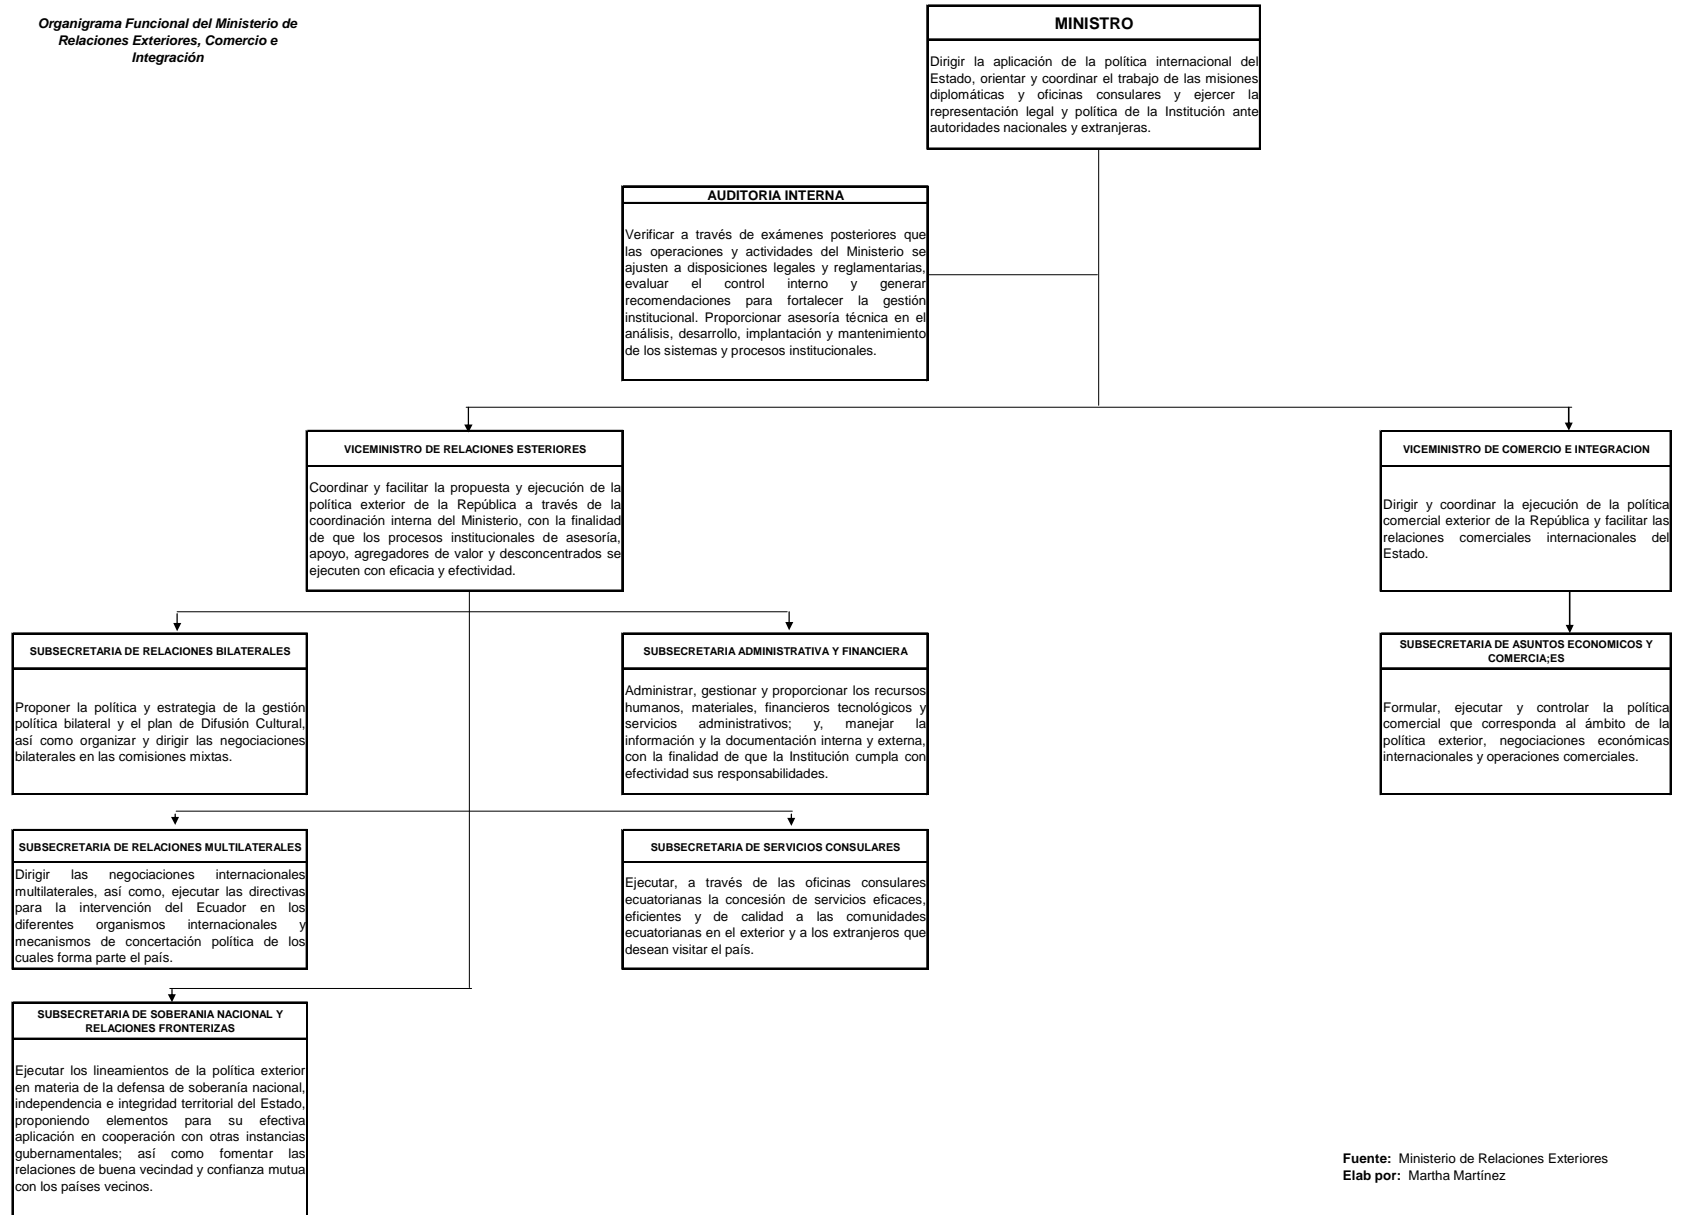 Organigrama Funcional del Ministerio de
Relaciones Exteriores, Comercio e
Integración
MINISTRO
Dirigir la aplicación de la política internacional del
Estado, orientar y coordinar el trabajo de las misiones
diplomáticas y oficinas consulares y ejercer la
representación legal y política de la Institución ante
autoridades nacionales y extranjeras.
AUDITORIA INTERNA
Verificar a través de exámenes posteriores que
las operaciones y actividades del Ministerio se
ajusten a disposiciones legales y reglamentarias,
evaluar el control interno y generar
recomendaciones para fortalecer la gestión
institucional. Proporcionar asesoría técnica en el
análisis, desarrollo, implantación y mantenimiento
de los sistemas y procesos institucionales.
VICEMINISTRO DE RELACIONES ESTERIORES
Coordinar y facilitar la propuesta y ejecución de la
política exterior de la República a través de la
coordinación interna del Ministerio, con la finalidad
de que los procesos institucionales de asesoría,
apoyo, agregadores de valor y desconcentrados se
ejecuten con eficacia y efectividad.
VICEMINISTRO DE COMERCIO E INTEGRACION
Dirigir y coordinar la ejecución de la política
comercial exterior de la República y facilitar las
relaciones comerciales internacionales del
Estado.
SUBSECRETARIA DE RELACIONES BILATERALES
Proponer la política y estrategia de la gestión
política bilateral y el plan de Difusión Cultural,
así como organizar y dirigir las negociaciones
bilaterales en las comisiones mixtas.
SUBSECRETARIA ADMINISTRATIVA Y FINANCIERA
Administrar, gestionar y proporcionar los recursos
humanos, materiales, financieros tecnológicos y
servicios administrativos; y, manejar la
información y la documentación interna y externa,
con la finalidad de que la Institución cumpla con
efectividad sus responsabilidades.
SUBSECRETARIA DE ASUNTOS ECONOMICOS Y
COMERCIA;ES
Formular, ejecutar y controlar la política
comercial que corresponda al ámbito de la
política exterior, negociaciones económicas
internacionales y operaciones comerciales.
SUBSECRETARIA DE RELACIONES MULTILATERALES
Dirigir las negociaciones internacionales
multilaterales, así como, ejecutar las directivas
para la intervención del Ecuador en los
diferentes organismos internacionales y
mecanismos de concertación política de los
cuales forma parte el país.
SUBSECRETARIA DE SERVICIOS CONSULARES
Ejecutar, a través de las oficinas consulares
ecuatorianas la concesión de servicios eficaces,
eficientes y de calidad a las comunidades
ecuatorianas en el exterior y a los extranjeros que
desean visitar el país.
SUBSECRETARIA DE SOBERANIA NACIONAL Y
RELACIONES FRONTERIZAS
Ejecutar los lineamientos de la política exterior
en materia de la defensa de soberanía nacional,
independencia e integridad territorial del Estado,
proponiendo elementos para su efectiva
aplicación en cooperación con otras instancias
gubernamentales; así como fomentar las
relaciones de buena vecindad y confianza mutua
con los países vecinos.
Fuente: Ministerio de Relaciones Exteriores
Elab por: Martha Martínez